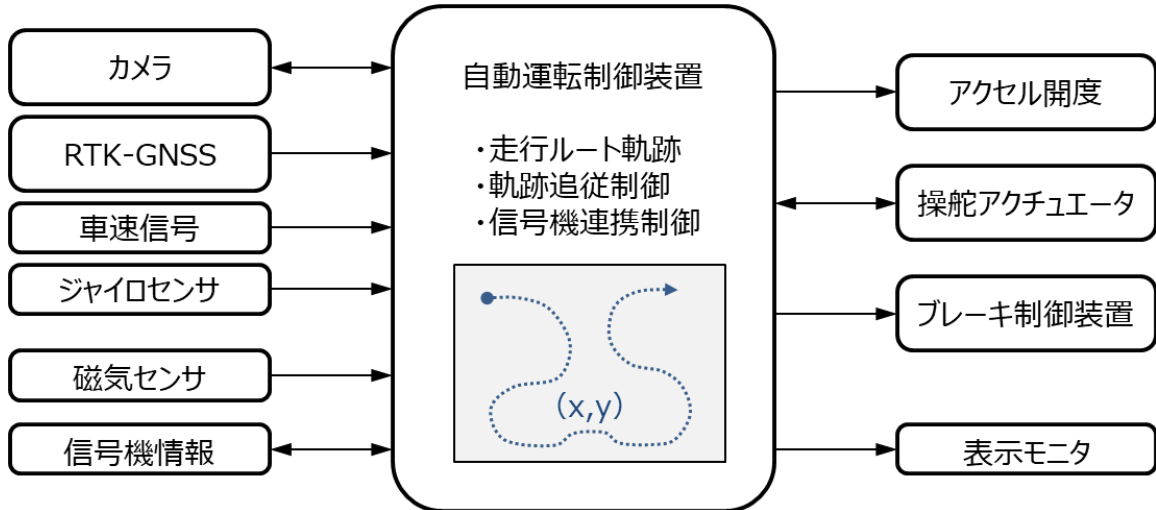 カメラ
RTK-GNSS
車速信号
ジャイロセンサ
磁気センサ
信号機情報
自動運転制御装置
・走行ルート軌跡
・軌跡追従制御
・信号機連携制御
(x,y)
アクセル開度
操舵アクチュエータ
ブレーキ制御装置
表示モニタ